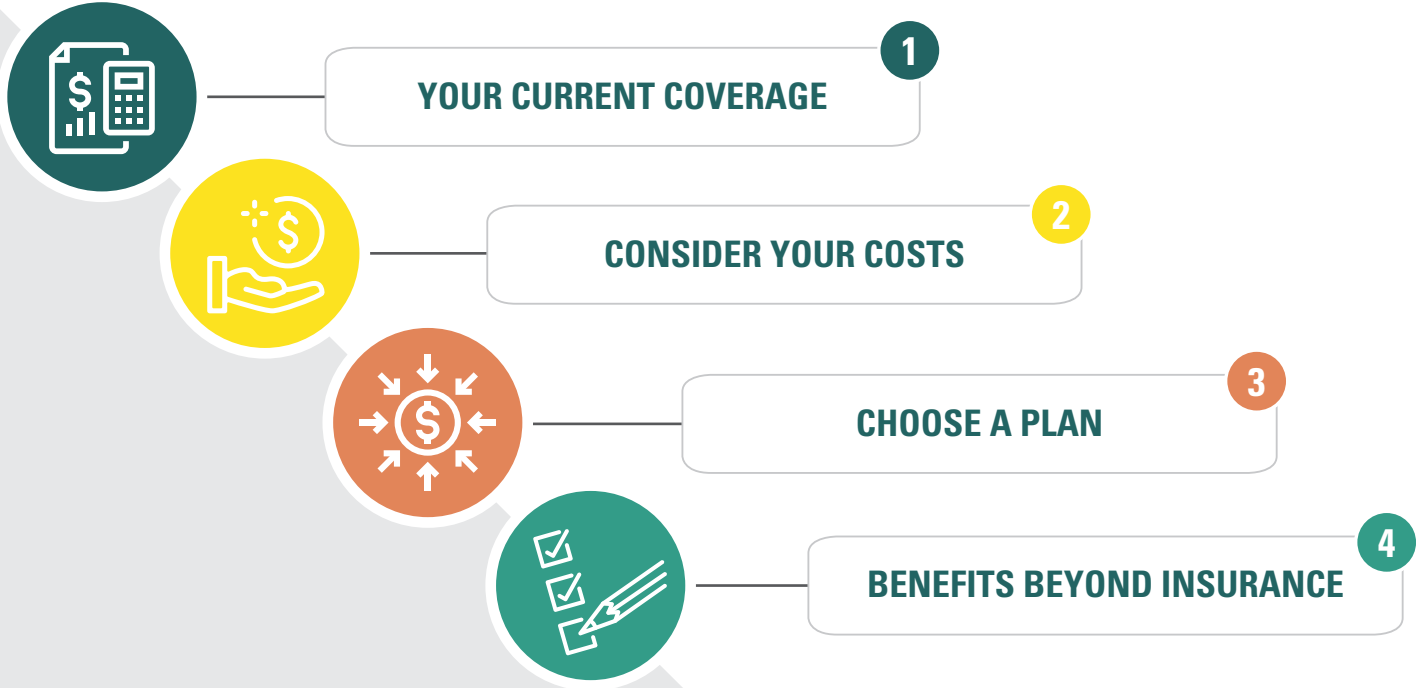 1
YOUR CURRENT COVERAGE
2
CONSIDER YOUR COSTS
3
CHOOSE A PLAN
4
BENEFITS BEYOND INSURANCE